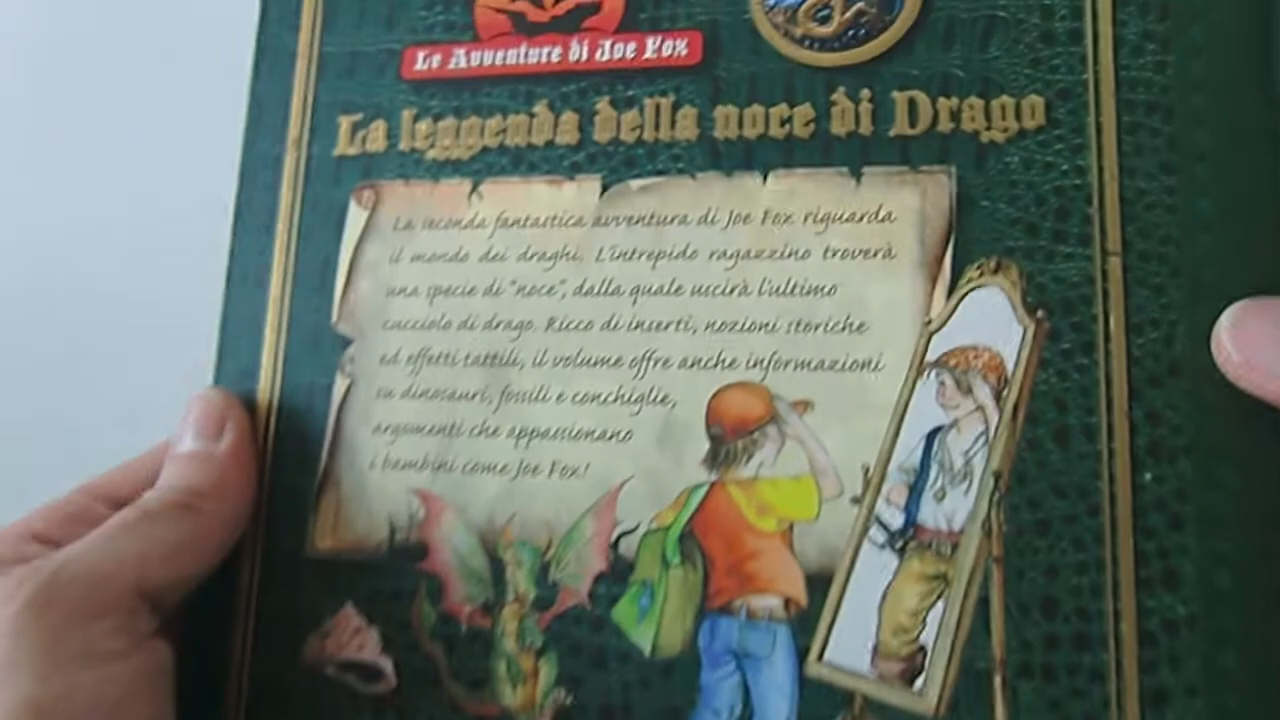 Le Avventure di Joe Fox
La leggenda della noce di Drago
La seconda fantastica avventura di Joe Fox riguarda
il mondo dei draghi. L'intrepido ragazzino troverà
una specie di "noce", dalla quale uscirà l'ultimo
cucciolo di drago. Ricco di inserti, nozioni storiche
ed effetti tattili, il volume offre anche informazioni
su dinosauri, fossili e conchiglie,
argomenti che appassionano
i bambini come Joe Fox!